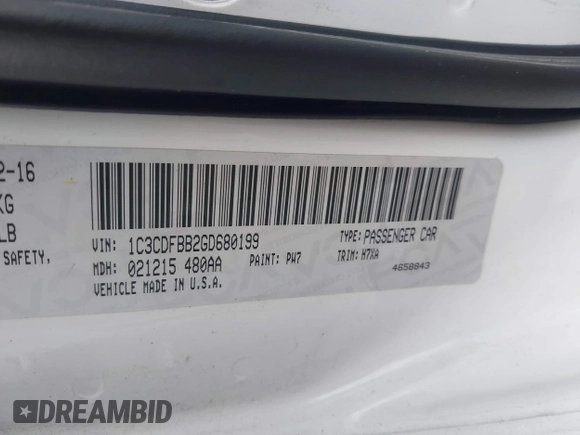 2-16
KG
LB
SAFETY,
VIN: 1C3CDFBB2GD680199
TYPE: PASSENGER CAR
MDH: 021215 480AA
PAINT: PW7
TRIM: H7XA
VEHICLE MADE IN U.S.A.
4658843
DREAMBID